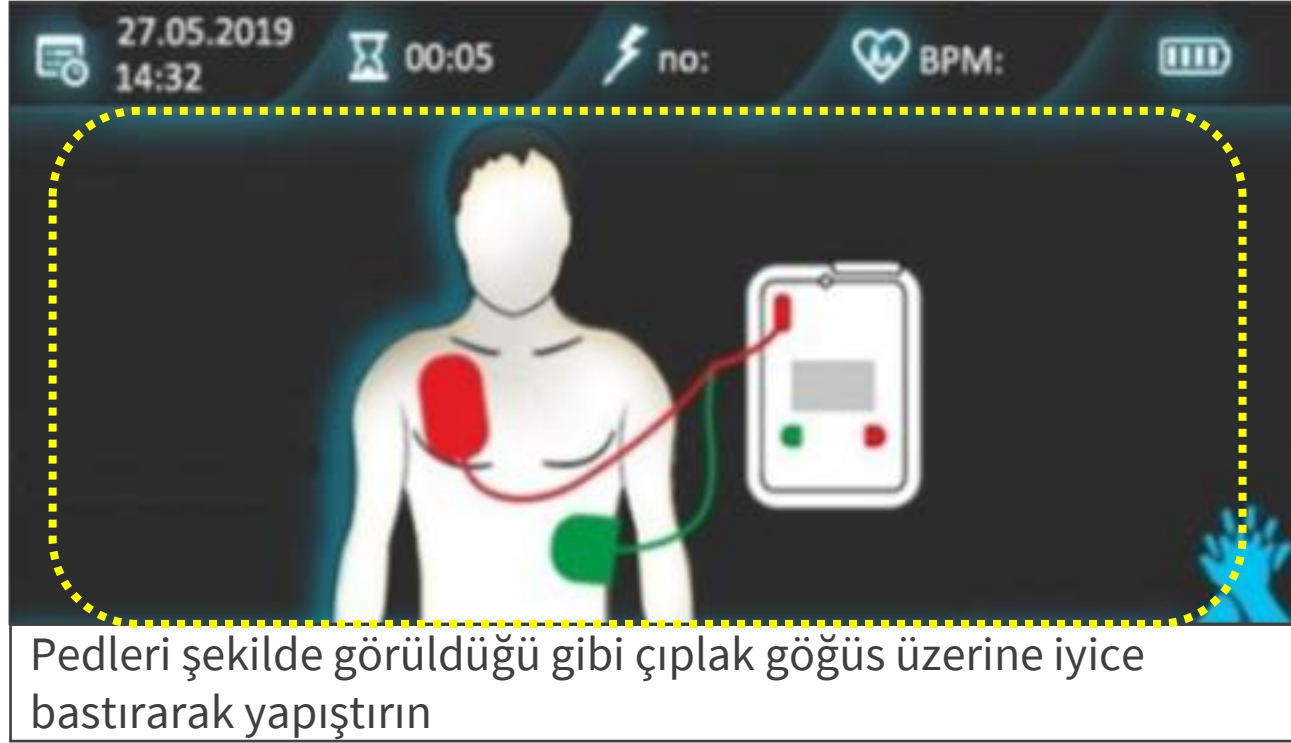 27.05.2019
14:32
00:05
no:
BPM:
Pedleri şekilde görüldüğü gibi çıplak göğüs üzerine iyice
bastırarak yapıştırın